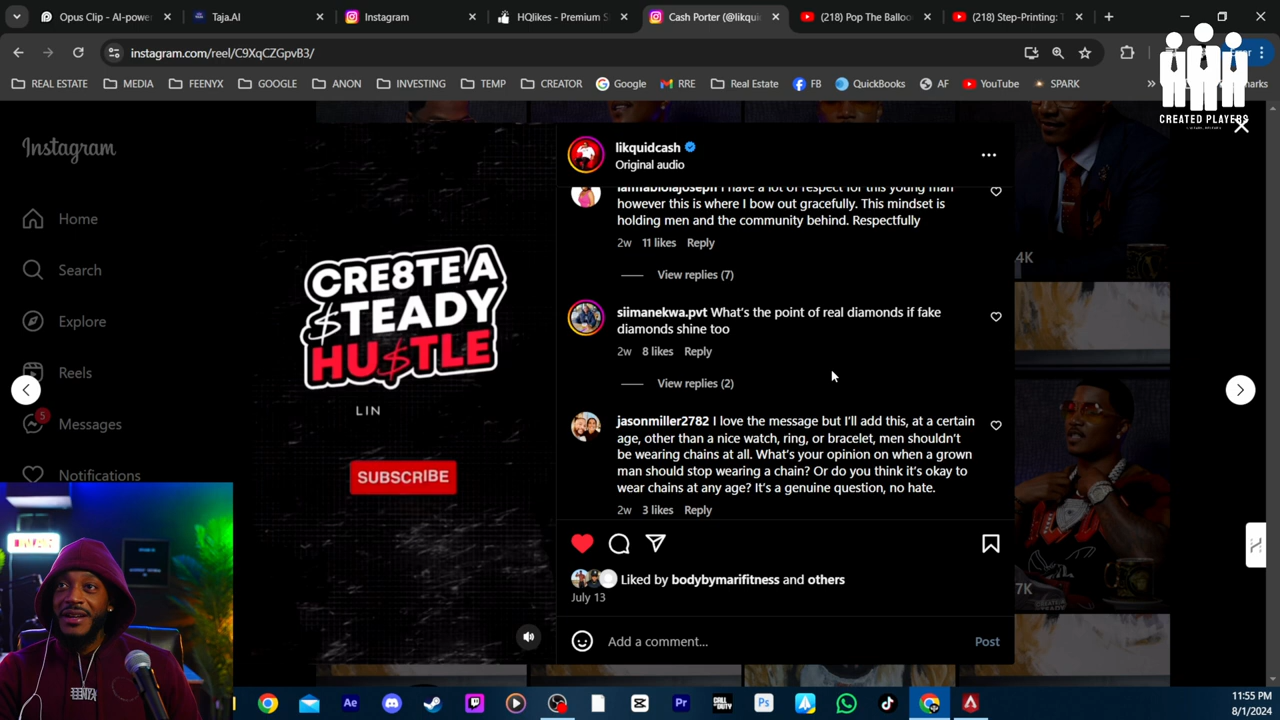 Opus Clip - AI-powe
Taja.AI
Instagram
HQlikes - Premium S
Cash Porter (@likqui
(218) Pop The Balloo
(218) Step-Printing: T
instagram.com/reel/C9XqCZGpvB3/
REAL ESTATE
MEDIA
FEENYX
GOOGLE
ANON
INVESTING
TEMP
CREATOR
Google
RRE
Real Estate
FB
QuickBooks
AF
YouTube
SPARK
CREATED PLAYERS
Instagram
Home
Search
Explore
Reels
5
Messages
Notifications
CRE8TE A
$TEADY
HU$TLE
LIN
SUBSCRIBE
likquidcash
Original audio
iamfabiolajoseph I have a lot of respect for this young man
however this is where I bow out gracefully. This mindset is
holding men and the community behind. Respectfully
2w 11 likes Reply
View replies (7)
siimanekwa.pvt What's the point of real diamonds if fake
diamonds shine too
2w 8 likes Reply
View replies (2)
jasonmiller2782 I love the message but I'll add this, at a certain
age, other than a nice watch, ring, or bracelet, men shouldn't
be wearing chains at all. What's your opinion on when a grown
man should stop wearing a chain? Or do you think it's okay to
wear chains at any age? It's a genuine question, no hate.
2w 3 likes Reply
Liked by bodybymarifitness and others
July 13
Add a comment...
Post
4K
7K
Ae
Pr
CALL
DUTY
Ps
11:55 PM
8/1/2024